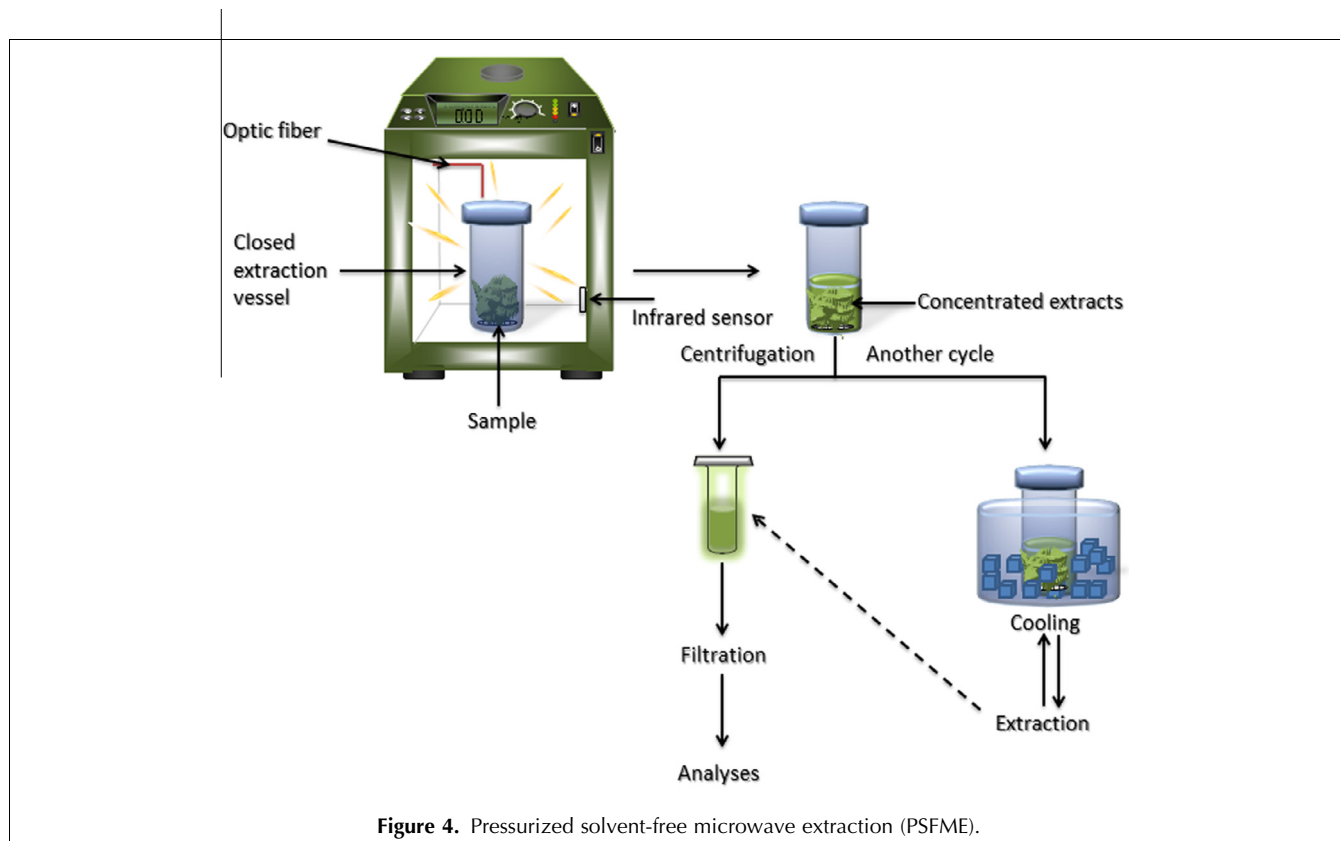 000
Optic fiber
Closed
extraction
vessel
Infrared sensor
Concentrated extracts
Centrifugation
Another cycle
Sample
Cooling
Filtration
Extraction
Analyses
Figure 4. Pressurized solvent-free microwave extraction (PSFME).